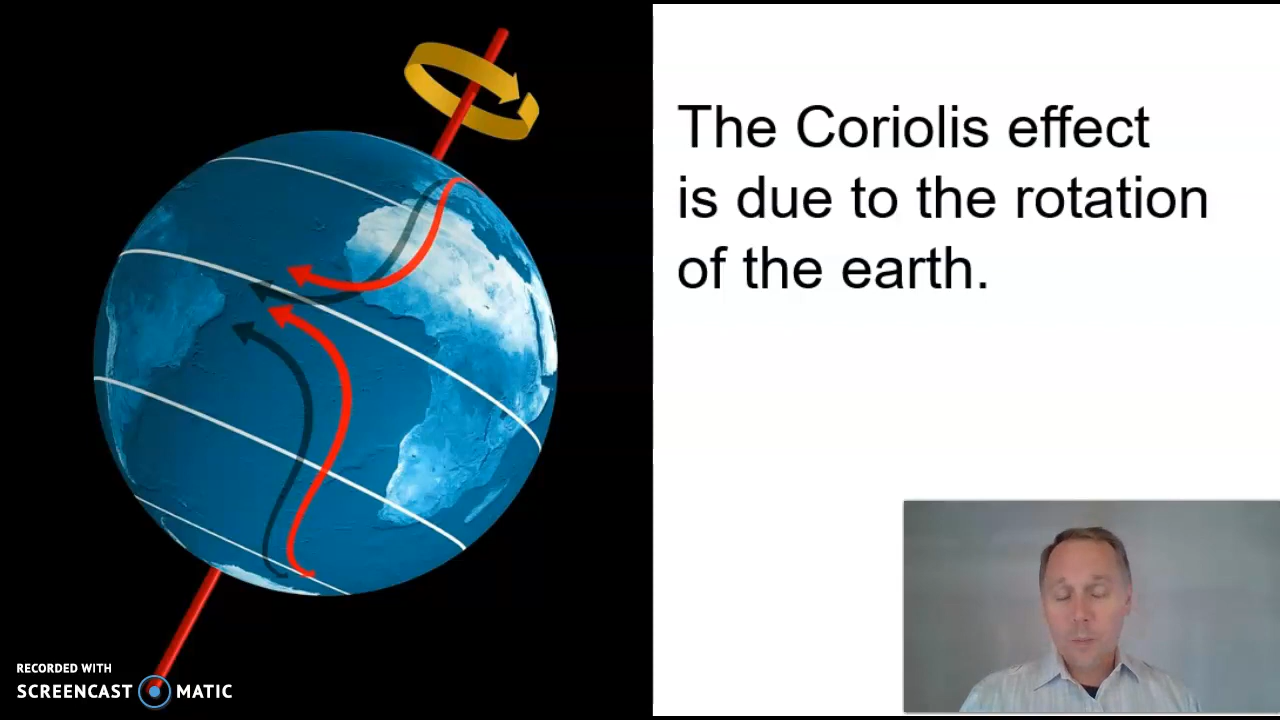 The Coriolis effect
is due to the rotation
of the earth.
RECORDED WITH
SCREENCAST MATIC